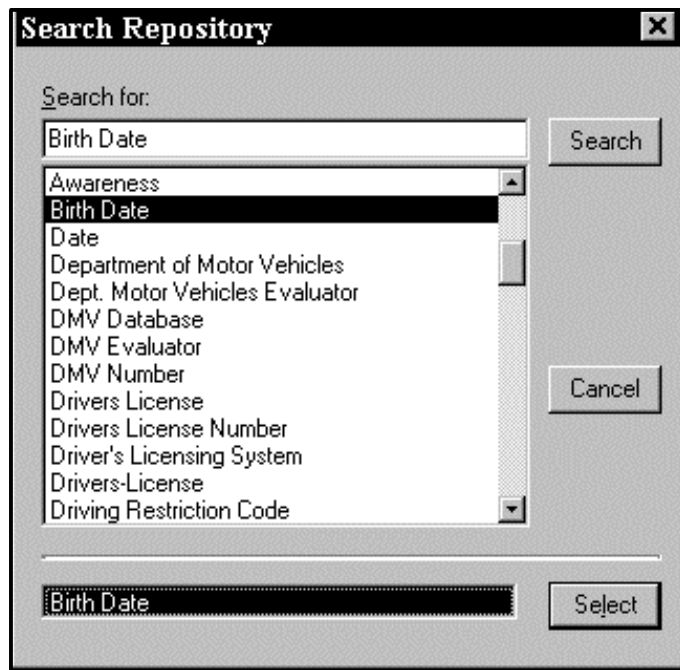 Search Repository
Search for:
Birth Date
Search
Awareness
Birth Date
Date
Department of Motor Vehicles
Dept. Motor Vehicles Evaluator
DMV Database
DMV Evaluator
DMV Number
Cancel
Drivers License
Drivers License Number
Driver's Licensing System
Drivers-License
Driving Restriction Code
Birth Date
Select